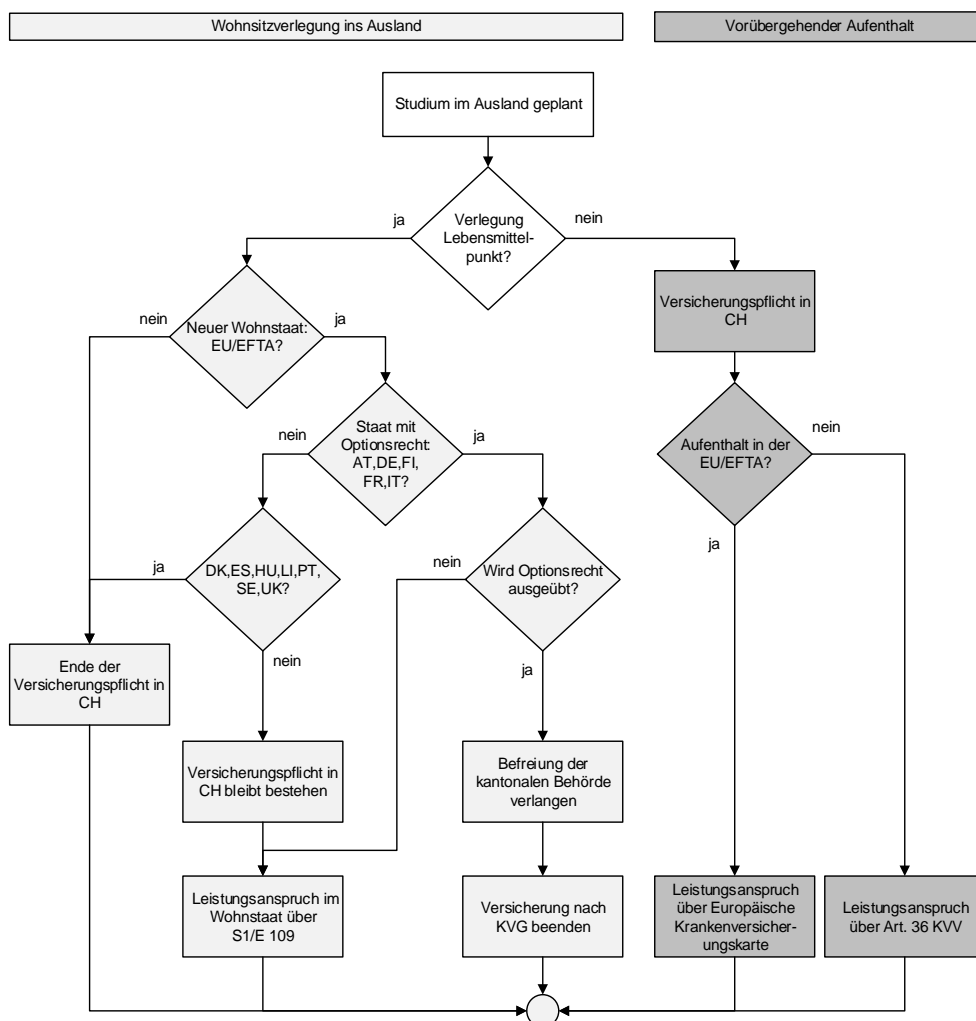 Wohnsitzverlegung ins Ausland
Vorübergehender Aufenthalt
Studium im Ausland geplant
ja
Verlegung
Lebensmittel-
punkt?
nein
Versicherungspflicht in
CH
nein
Neuer Wohnstaat:
EU/EFTA?
ja
nein
Staat mit
Optionsrecht:
AT,DE,FI,
FR,IT?
ja
Aufenthalt in der
EU/EFTA?
nein
ja
ja
DK,ES,HU,LI,PT,
SE,UK?
nein
nein
Wird Optionsrecht
ausgeübt?
ja
Ende der
Versicherungspflicht in
CH
Versicherungspflicht in
CH bleibt bestehen
Befreiung der
kantonalen Behörde
verlangen
Leistungsanspruch im
Wohnstaat über
S1/E 109
Versicherung nach
KVG beenden
Leistungsanspruch
über Europäische
Krankenversicher-
ungskarte
Leistungsanspruch
über Art. 36 KVV